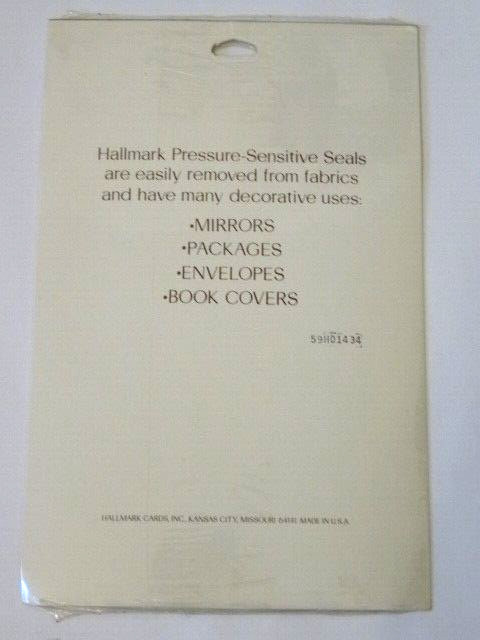 Hallmark Pressure-Sensitive Seals
are easily removed from fabrics
and have many decorative uses:
•MIRRORS
•PACKAGES
•ENVELOPES
•BOOK COVERS
59H01434
HALLMARK CARDS, INC., KANSAS CITY, MISSOURI 64141 MADE IN U.S.A.